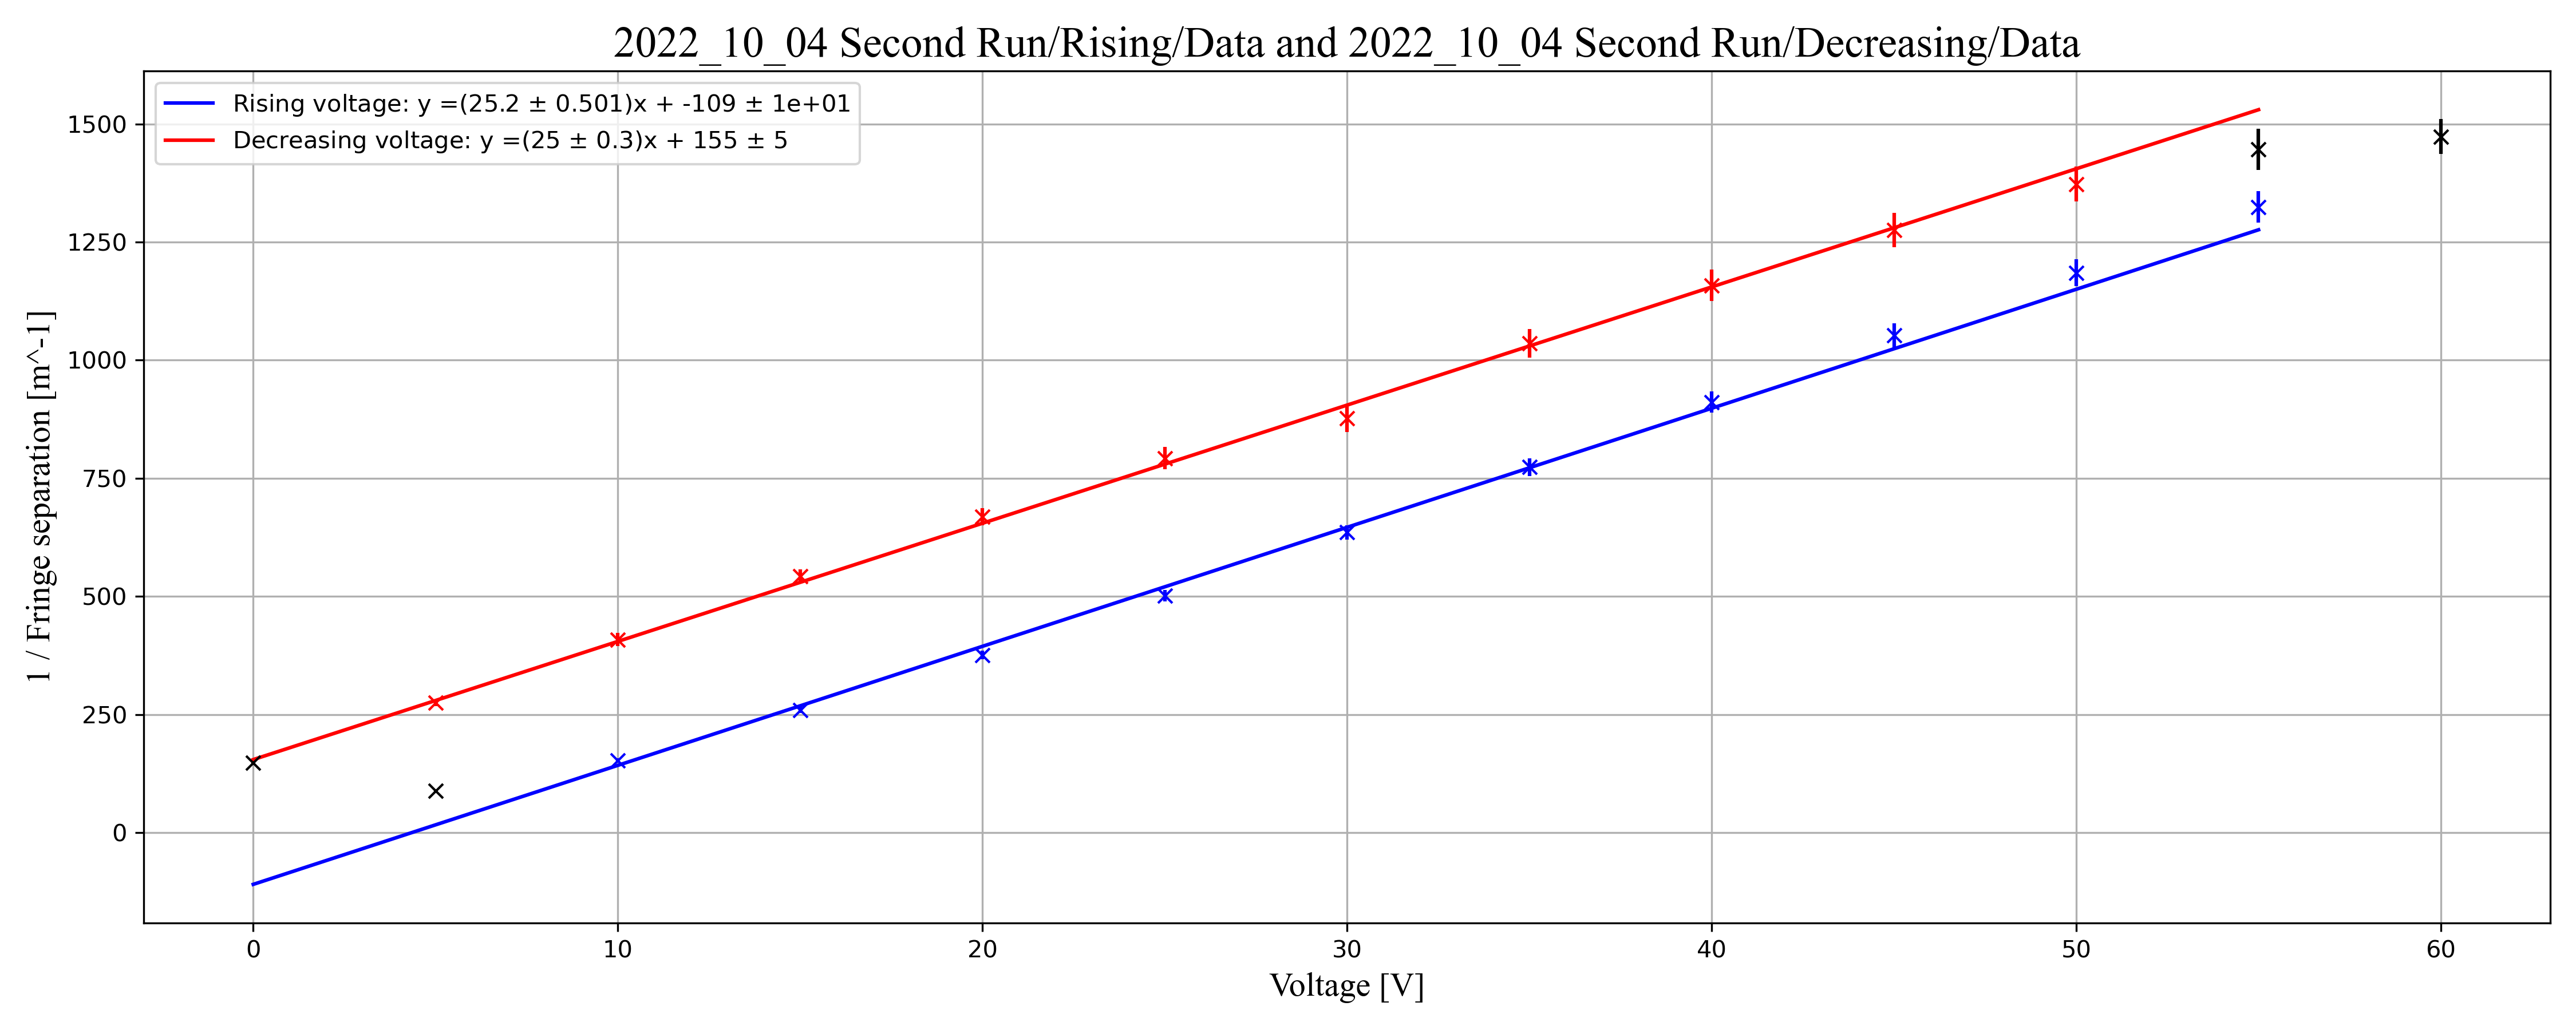 2022_10_04 Second Run/Rising/Data and 2022_10_04 Second Run/Decreasing/Data
Rising voltage: y =(25.2 ± 0.501)x + -109 ± 1e+01
Decreasing voltage: y =(25 ± 0.3)x + 155 ± 5
1 / Fringe separation [m^-1]
1500
1250
1000
750
500
250
0
0 10 20 30 40 50 60
Voltage [V]